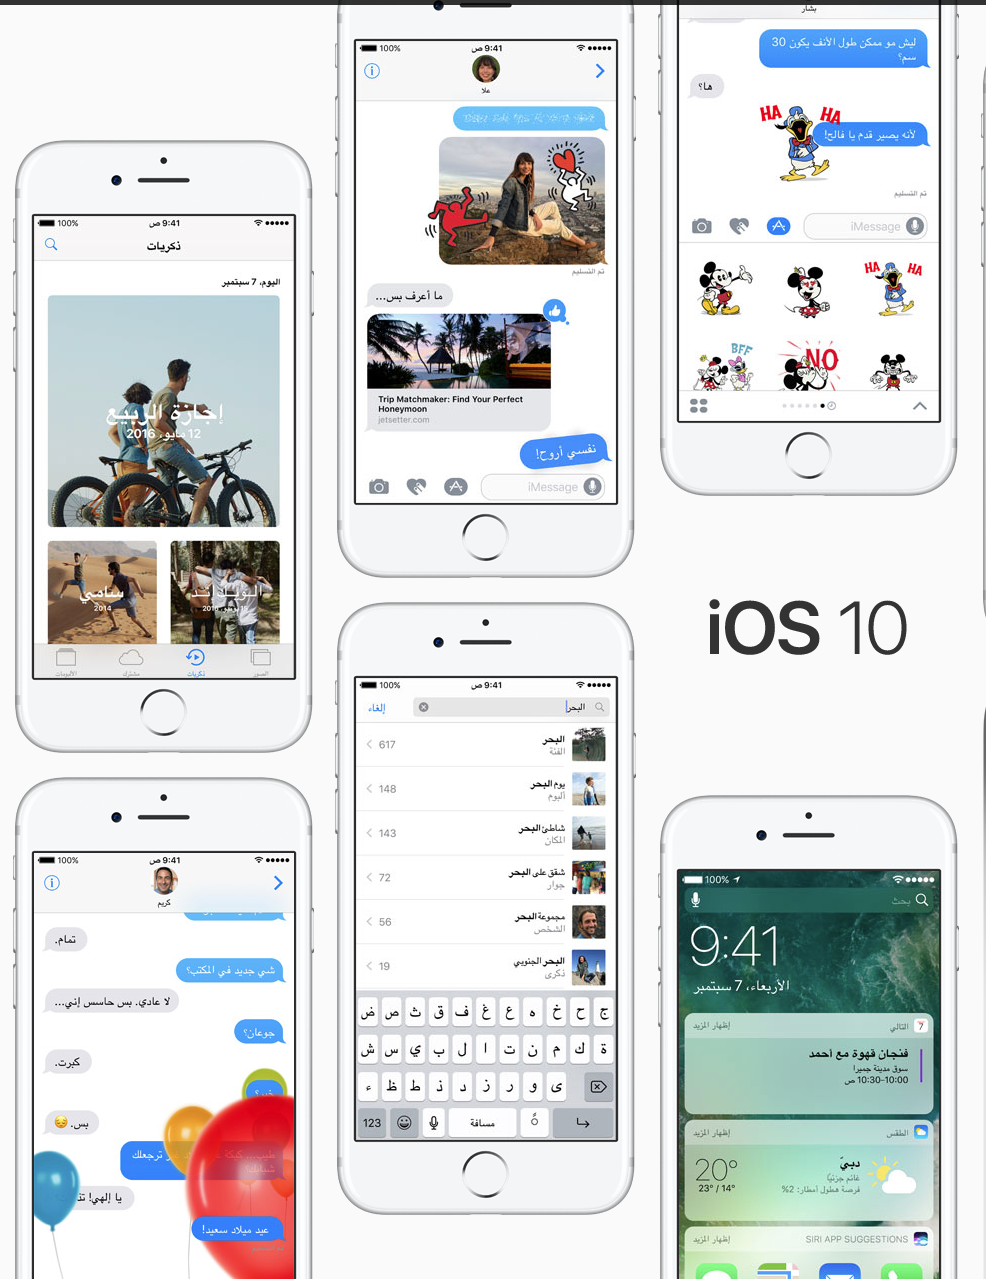 100%
9:41 ص
ذكريات
اليوم، 7 سبتمبر
إجازة الربيع
12 مايو، 2016
سامي
2014
الويك إند
الصور
ذكريات
مشترك
الألبومات
100%
9:41 ص
علا
تم التسليم
ما أعرف بس...
Trip Matchmaker: Find Your Perfect
Honeymoon
jetsetter.com
نفسي أروح!
iMessage
بشار
ليش مو ممكن طول الأنف يكون 30
سم؟
ها؟
HA HA
لأنه يصير قدم يا فالح!
تم التسليم
iMessage
HA HA
BFF
NO
iOS 10
100%
9:41 ص
إلغاء
البحر
البحر
الفئة
617
يوم البحر
ألبوم
148
شاطئ البحر
المكان
143
شقق على البحر
جوار
72
مجموعة البحر
الشخص
56
البحر الجنوبي
ذكرى
19
ض ص ث ق ف غ ع ه خ ح ج
ش س ي ب ل ا ت ن م ك ة
ء ظ ط ذ د ز ر و ى
123
مسافة
100%
9:41 ص
كريم
تمام.
شي جديد في المكتب؟
لا عادي. بس حاسس إني...
جوعان؟
كبرت.
بس. 😔
ترجعلك
يا إلهي!
عيد ميلاد سعيد!
تم التسليم
100%
بحث
9:41
الأربعاء، 7 سبتمبر
7
التالي
إظهار المزيد
فنجان قهوة مع أحمد
سوق مدينة جميرا
10:00–10:30 ص
الطقس
إظهار المزيد
دبيّ
غائم جزئيًا
فرصة هطول أمطار: 2%
20°
23° / 14°
SIRI APP SUGGESTIONS
إظهار المزيد